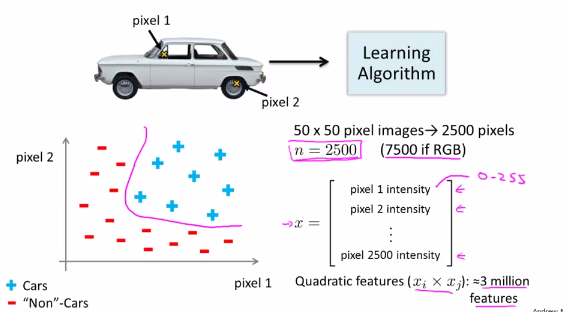 pixel 1
Learning
Algorithm
pixel 2
50 x 50 pixel images→ 2500 pixels
n = 2500 (7500 if RGB)
pixel 2
pixel 1 intensity
0-255
pixel 2 intensity
x =
⋮
pixel 2500 intensity
pixel 1
Quadratic features (xᵢ × xⱼ): ≈3 million
features
+ Cars
− "Non"-Cars